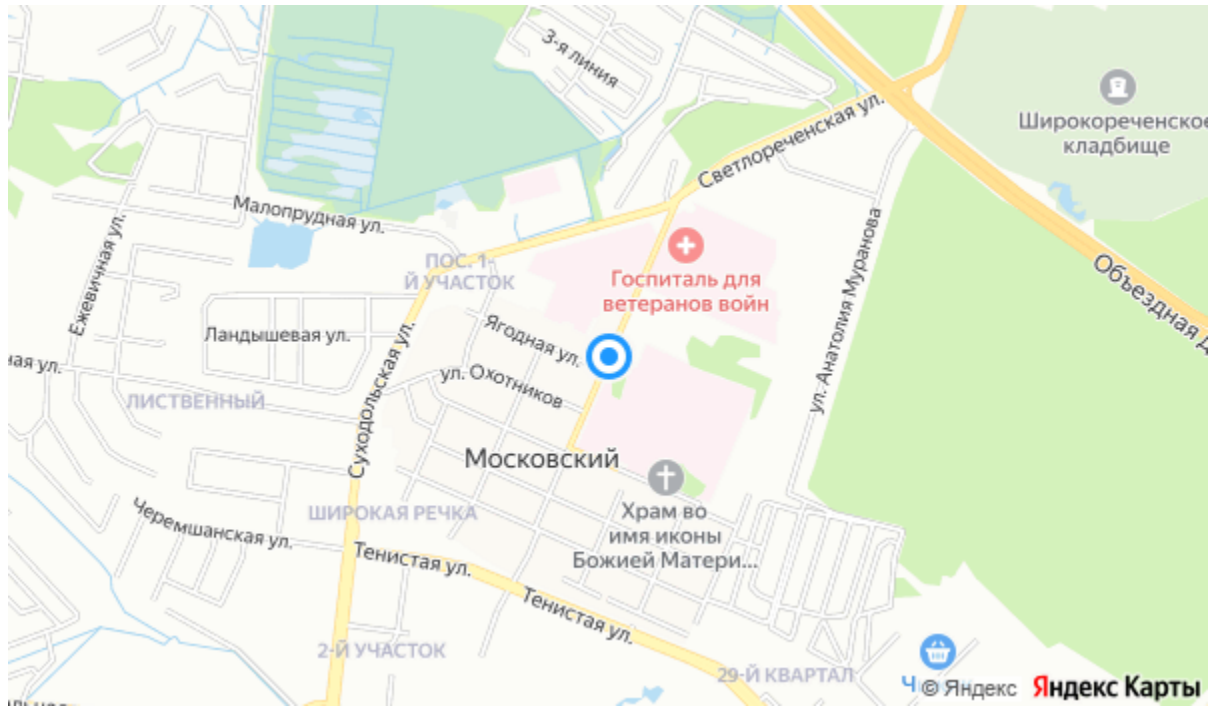 3-я линия
Широкореченское
кладбище
Светлореченская ул.
Малопрудная ул.
Ежевичная ул.
ПОС. 1-
Й УЧАСТОК
Госпиталь для
ветеранов войн
ул. Анатолия Муранова
Объездная д
Ландышевая ул.
Ягодная ул.
ная ул.
ул. Охотников
ЛИСТВЕННЫЙ
Суходольская ул.
Московский
Храм во
имя иконы
Божией Матери...
ШИРОКАЯ РЕЧКА
Черемшанская ул.
Тенистая ул.
Тенистая ул.
2-Й УЧАСТОК
29-Й КВАРТАЛ
© Яндекс Яндекс Карты